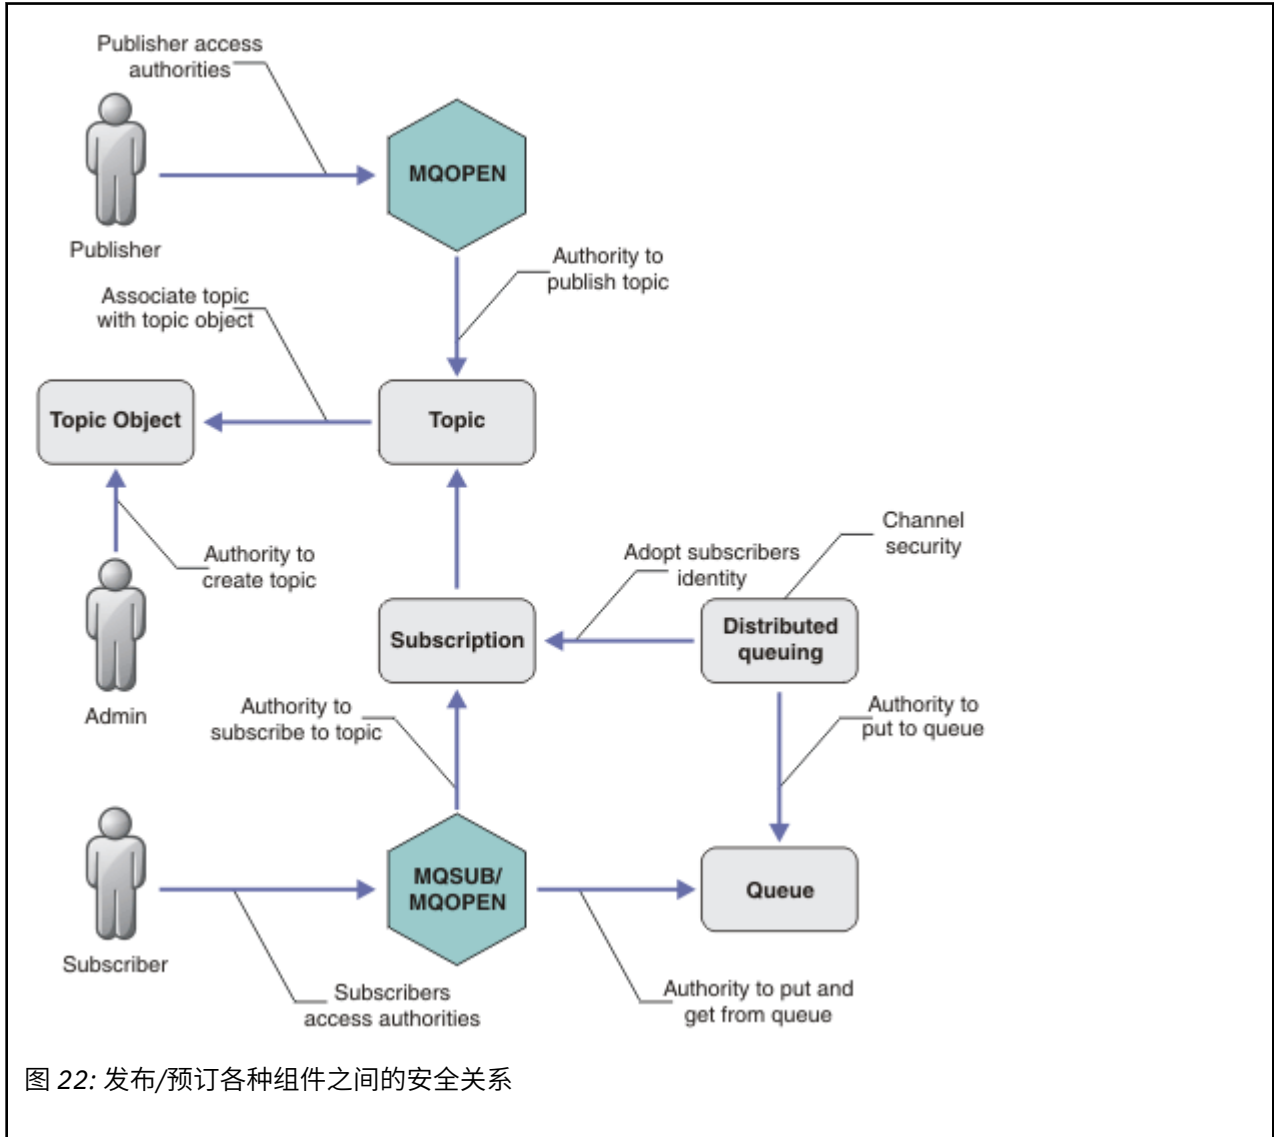 Publisher access
authorities
MQOPEN
Publisher
Authority to
publish topic
Associate topic
with topic object
Topic Object
Topic
Channel
security
Authority to
create topic
Adopt subscribers
identity
Subscription
Distributed
queuing
Admin
Authority to
subscribe to topic
Authority to
put to queue
MQSUB/
MQOPEN
Queue
Subscriber
Subscribers
access authorities
Authority to put and
get from queue
图 22: 发布/预订各种组件之间的安全关系